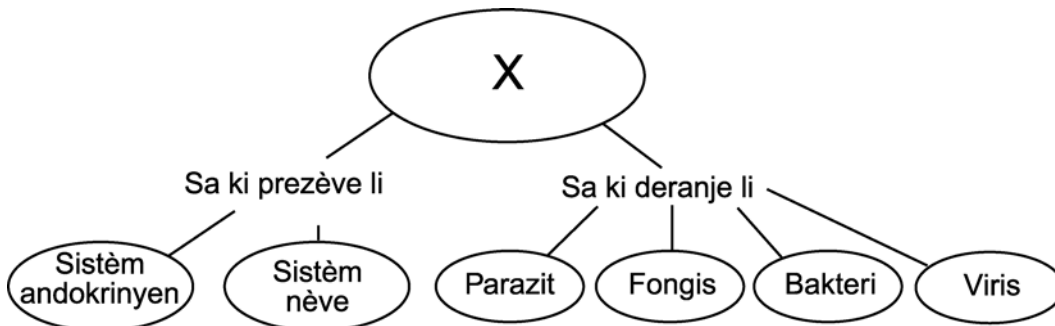 X
Sa ki prezève li
Sa ki deranje li
Sistèm
andokrinyen
Sistèm
nève
Parazit
Fongis
Bakteri
Viris